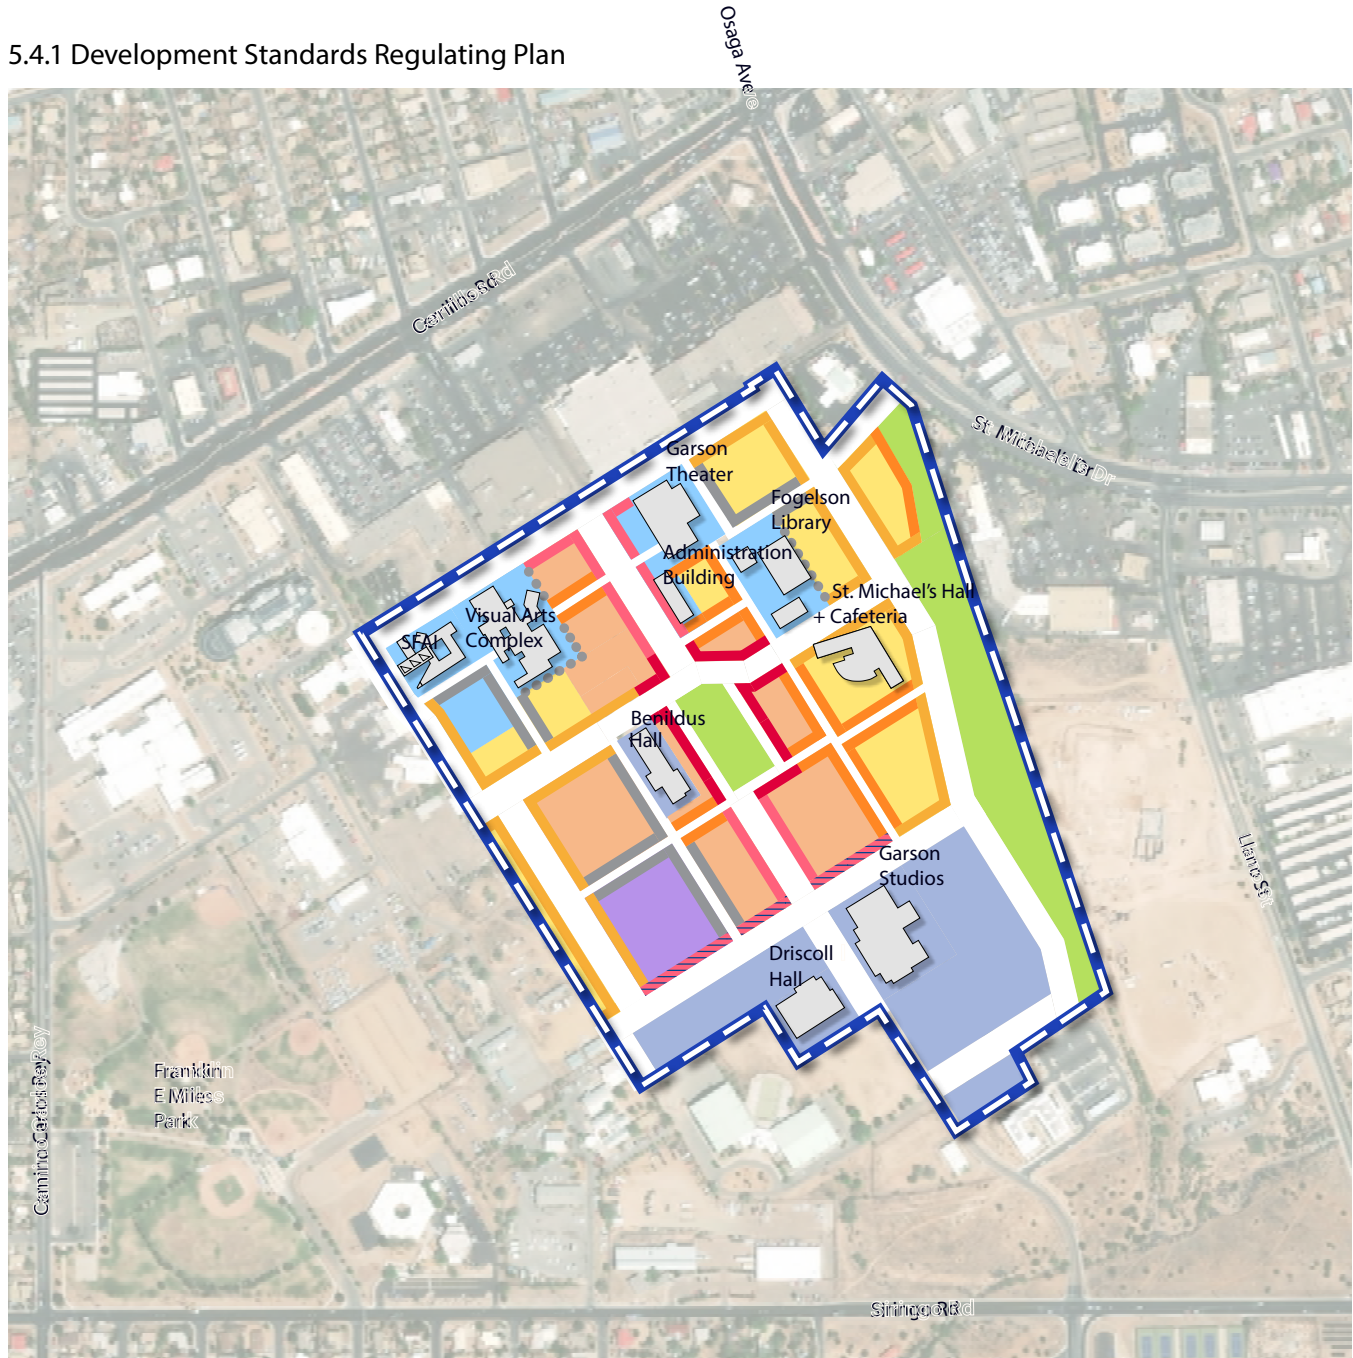 Osaga Ave
5.4.1 Development Standards Regulating Plan
Cerrillos Rd
St. Michael's Dr
Garson
Theater
Fogelson
Library
Administration
Building
St. Michael's Hall
+ Cafeteria
Visual Arts
Complex
SFAI
Benildus
Hall
Garson
Studios
Llano St
Driscoll
Hall
Camino Carlos Rey
Franklin
E Miles
Park
Siringo Rd